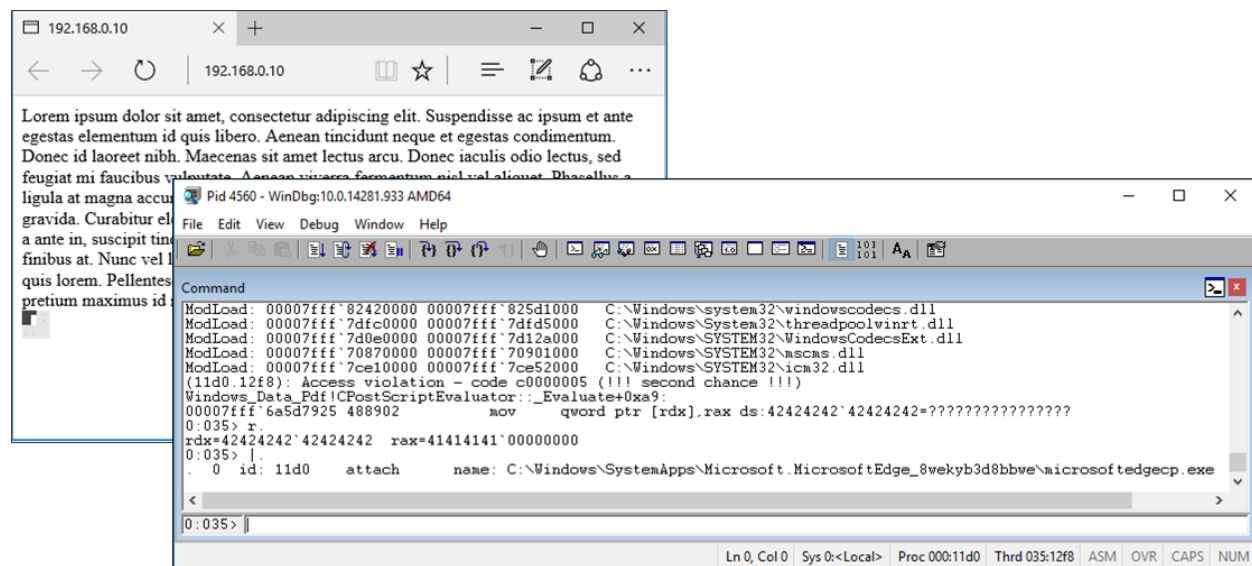 192.168.0.10
192.168.0.10
Lorem ipsum dolor sit amet, consectetur adipiscing elit. Suspendisse ac ipsum et ante
egestas elementum id quis libero. Aenean tincidunt neque et egestas condimentum.
Donec id laoreet nibh. Maecenas sit amet lectus arcu. Donec iaculis odio lectus, sed
feugiat mi faucibus vulputate. Aenean viverra fermentum nisl vel aliquet. Phasellus a
ligula at magna accu
gravida. Curabitur el
a ante in, suscipit tin
finibus at. Nunc vel l
quis lorem. Pellentes
pretium maximus id
Pid 4560 - WinDbg:10.0.14281.933 AMD64
File Edit View Debug Window Help
Command
ModLoad: 00007fff`82420000 00007fff`825d1000 C:\Windows\system32\windowscodecs.dll
ModLoad: 00007fff`7dfc0000 00007fff`7dfd5000 C:\Windows\System32\threadpoolwinrt.dll
ModLoad: 00007fff`7d0e0000 00007fff`7d12a000 C:\Windows\SYSTEM32\WindowsCodecsExt.dll
ModLoad: 00007fff`70870000 00007fff`70901000 C:\Windows\SYSTEM32\mscms.dll
ModLoad: 00007fff`7ce10000 00007fff`7ce52000 C:\Windows\SYSTEM32\icm32.dll
(11d0.12f8): Access violation - code c0000005 (!!! second chance !!!)
Windows_Data_Pdf!CPostScriptEvaluator::_Evaluate+0xa9:
00007fff`6a5d7925 488902 mov qword ptr [rdx],rax ds:42424242`42424242=????????????????
0:035> r.
rdx=42424242`42424242 rax=41414141`00000000
0:035> |.
. 0 id: 11d0 attach name: C:\Windows\SystemApps\Microsoft.MicrosoftEdge_8wekyb3d8bbwe\microsoftedgecp.exe
0:035>
Ln 0, Col 0 Sys 0:<Local> Proc 000:11d0 Thrd 035:12f8 ASM OVR CAPS NUM